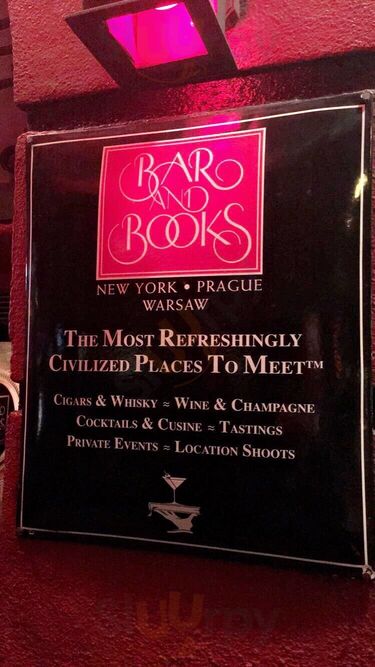 BAR
AND
BOOKS
NEW YORK • PRAGUE
WARSAW
THE MOST REFRESHINGLY
CIVILIZED PLACES TO MEET™
CIGARS & WHISKY ≈ WINE & CHAMPAGNE
COCKTAILS & CUSINE ≈ TASTINGS
PRIVATE EVENTS ≈ LOCATION SHOOTS